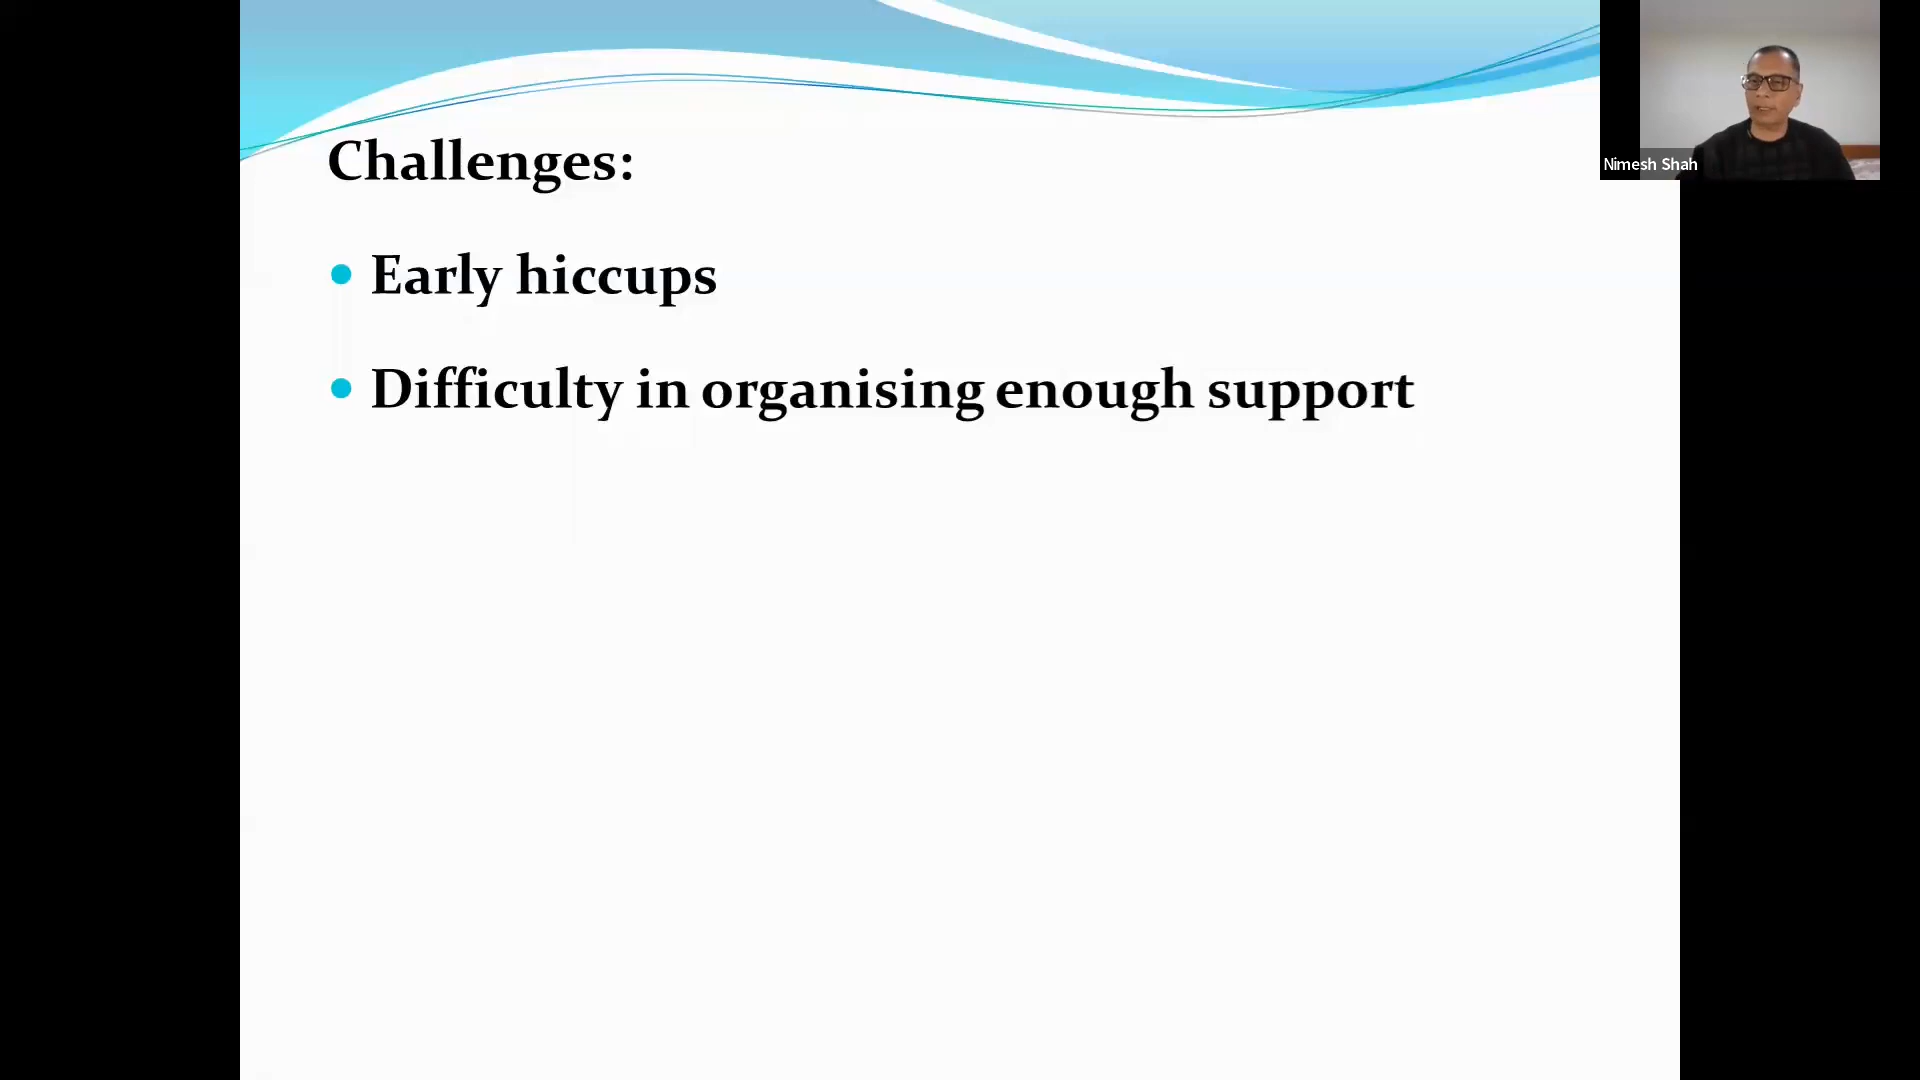 Challenges:
Early hiccups
Difficulty in organising enough support
Nimesh Shah